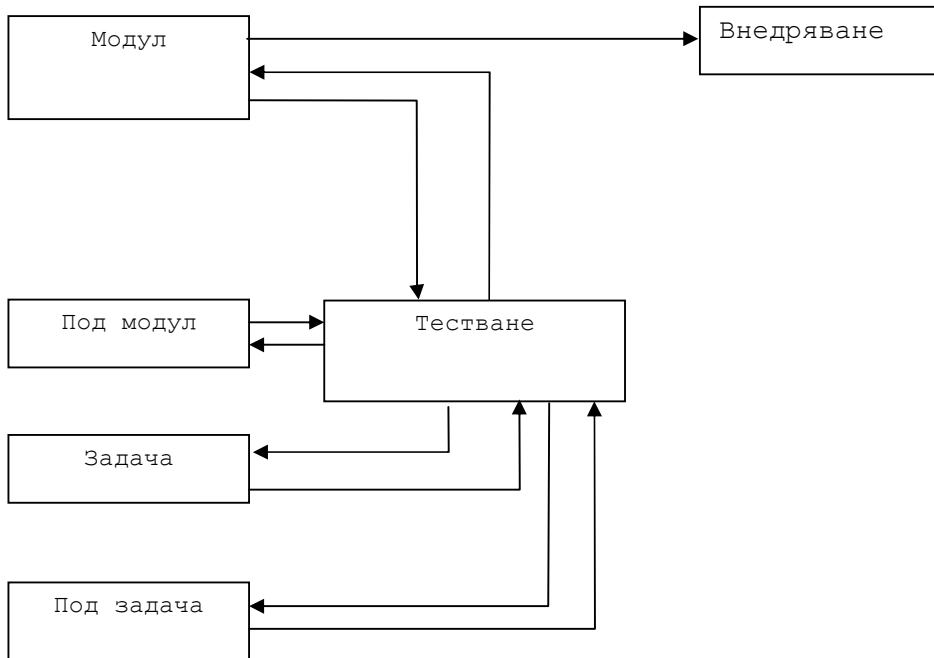 Модул
Внедряване
Под модул
Тестване
Задача
Под задача